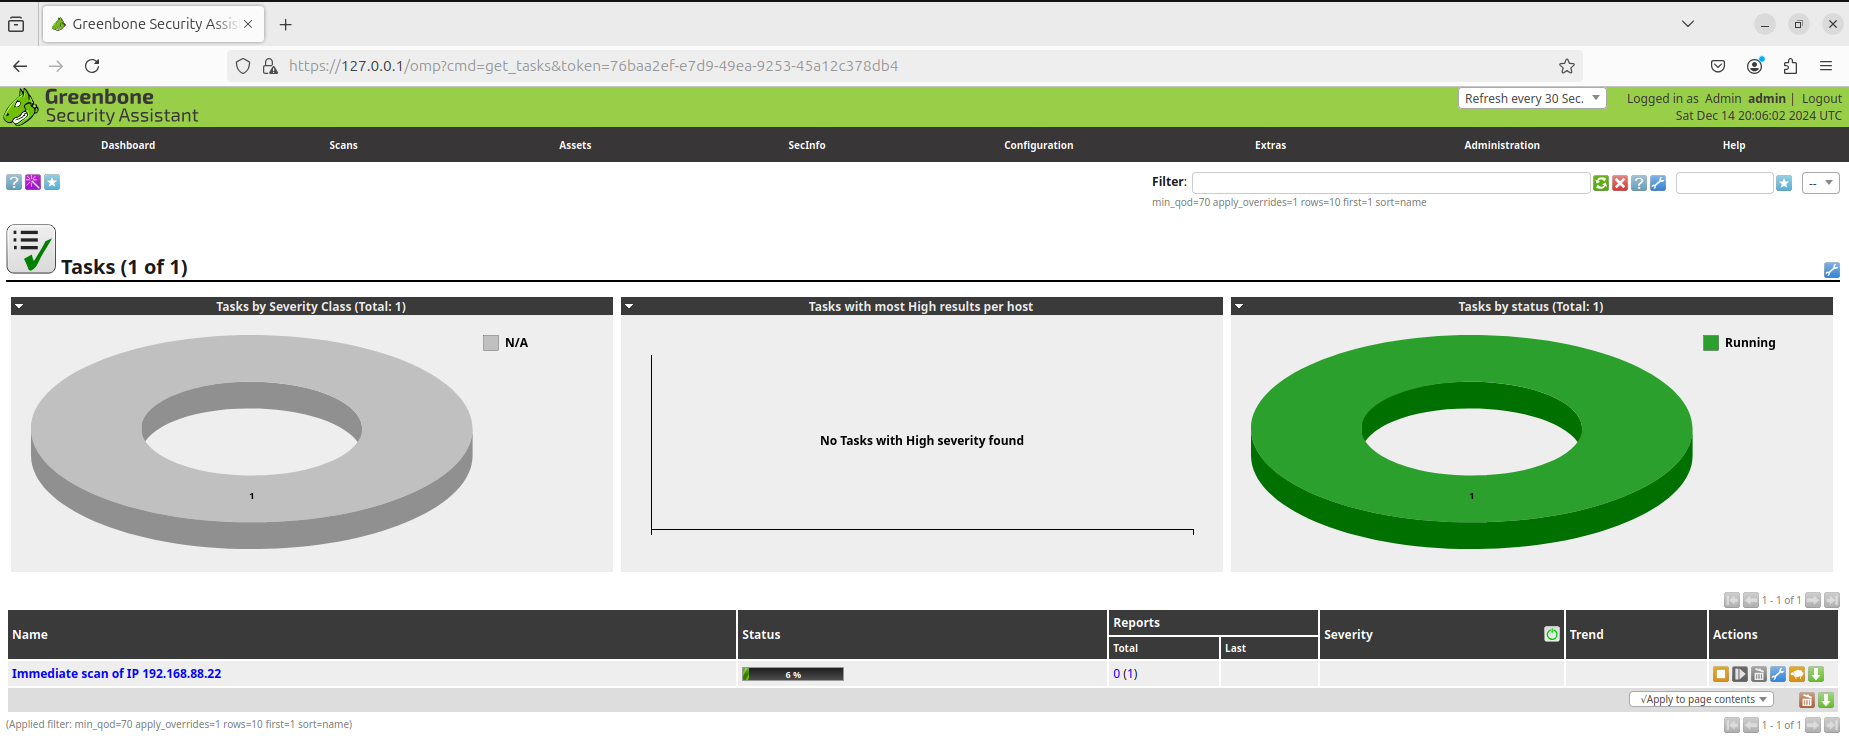 Greenbone Security Assis
https://127.0.0.1/omp?cmd=get_tasks&token=76baa2ef-e7d9-49ea-9253-45a12c378db4
Greenbone
Security Assistant
Refresh every 30 Sec.
Logged in as Admin admin | Logout
Sat Dec 14 20:06:02 2024 UTC
Dashboard Scans Assets SecInfo Configuration Extras Administration Help
Filter:
--
min_qod=70 apply_overrides=1 rows=10 first=1 sort=name
Tasks (1 of 1)
Tasks by Severity Class (Total: 1)
N/A
1
Tasks with most High results per host
No Tasks with High severity found
Tasks by status (Total: 1)
Running
1
1 - 1 of 1
Name Status Reports Severity Trend Actions
Total Last
Immediate scan of IP 192.168.88.22 6 % 0 (1)
√Apply to page contents
(Applied filter: min_qod=70 apply_overrides=1 rows=10 first=1 sort=name)
1 - 1 of 1